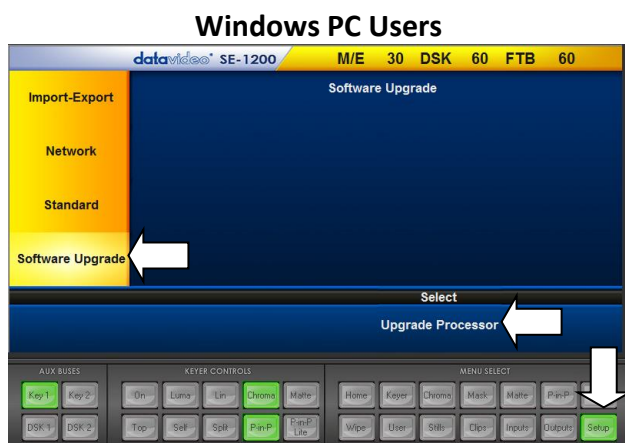 Windows PC Users
datavideo SE-1200 M/E 30 DSK 60 FTB 60
Import-Export
Software Upgrade
Network
Standard
Software Upgrade
Select
Upgrade Processor
AUX BUSES KEYER CONTROLS MENU SELECT
Key 1 Key 2 On Luma Lin Chroma Matte Home Keyer Chroma Mask Matte P-in-P
DSK 1 DSK 2 Top Self Split P-in-P P-in-P Lite Wipe User Stills Clips Inputs Outputs Setup